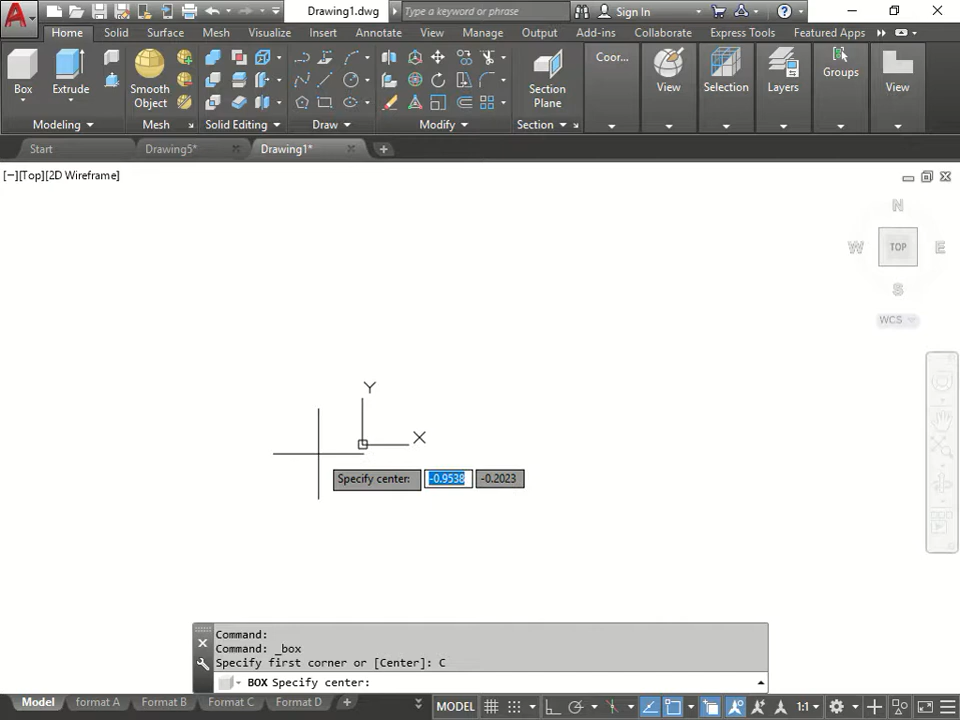 Drawing1.dwg
Type a keyword or phrase
Sign In
Home Solid Surface Mesh Visualize Insert Annotate View Manage Output Add-ins Collaborate Express Tools Featured Apps
Box
Extrude
Smooth Object
Section Plane
Coor...
View
Selection
Layers
Groups
View
Modeling
Mesh
Solid Editing
Draw
Modify
Section
Start
Drawing5*
Drawing1*
[−][Top][2D Wireframe]
N
W
TOP
E
S
WCS
Y
X
Specify center: -0.9538 -0.2023
Command:
Command: _box
Specify first corner or [Center]: C
BOX Specify center:
Model format A Format B Format C Format D
MODEL
1:1